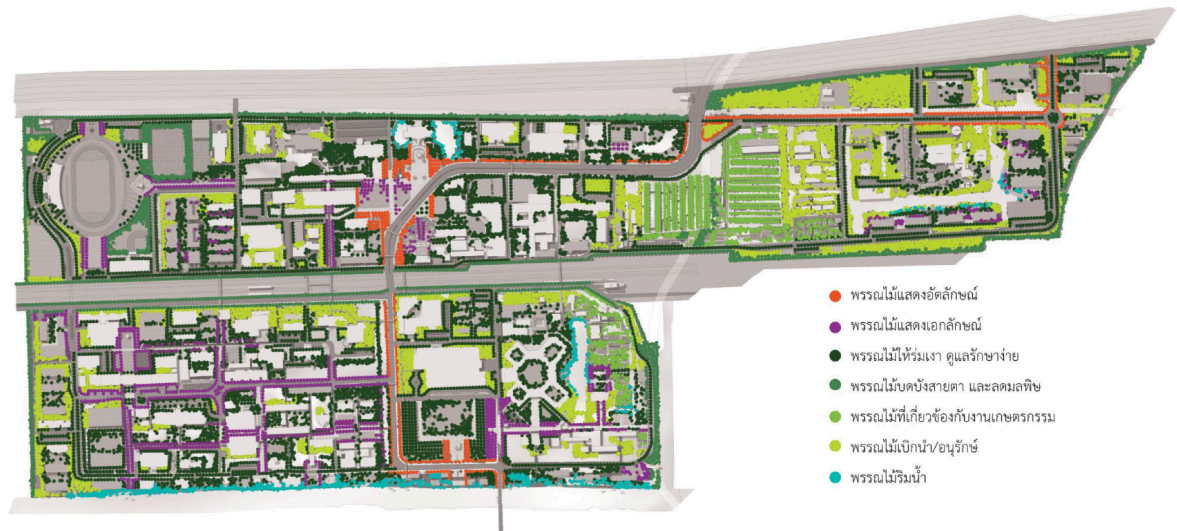 พรรณไม้แสดงอัตลักษณ์
พรรณไม้แสดงเอกลักษณ์
พรรณไม้ให้ร่มเงา ดูแลรักษาง่าย
พรรณไม้บดบังสายตา และลดมลพิษ
พรรณไม้ที่เกี่ยวข้องกับงานเกษตรกรรม
พรรณไม้เบิกนำ/อนุรักษ์
พรรณไม้ริมน้ำ